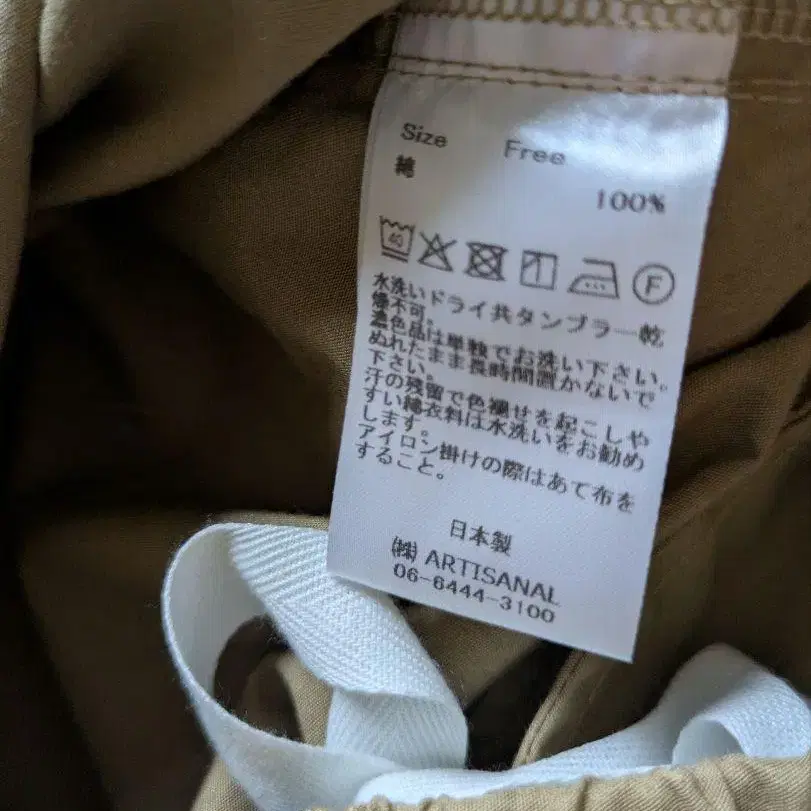 Size Free
綿 100%
40 F
水洗いドライ共タンブラー乾
燥不可。
濃色品は単独でお洗い下さい。
ぬれたまま長時間置かないで
下さい。
汗の残留で色褪せを起こしや
すい綿衣料は水洗いをお勧め
します。
アイロン掛けの際はあて布を
すること。
日本製
㈱ ARTISANAL
06-6444-3100